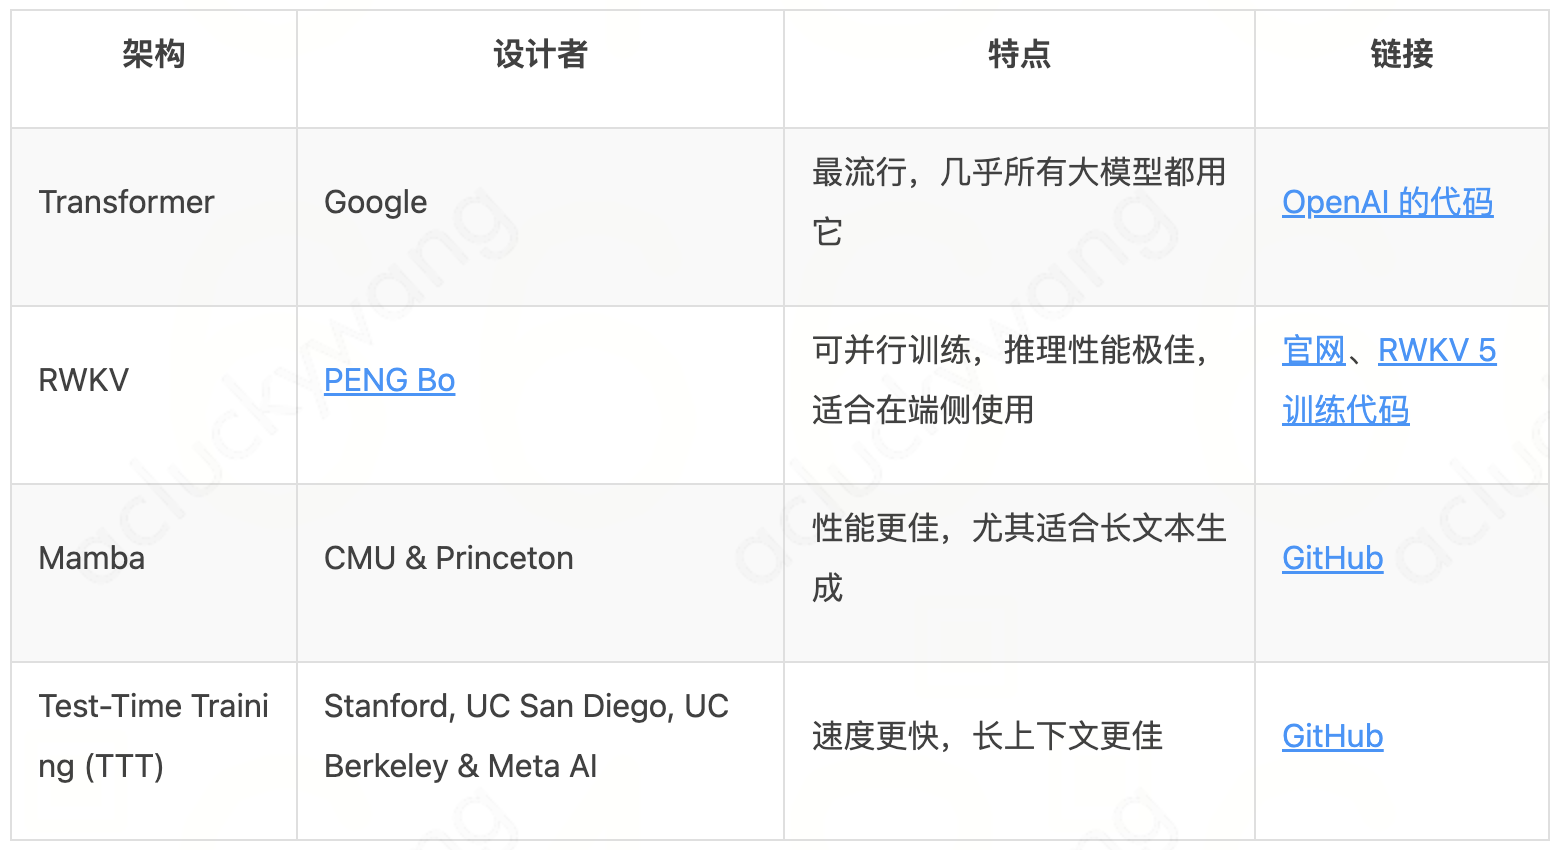 架构 设计者 特点 链接
Transformer
Google
最流行，几乎所有大模型都用
它
OpenAI 的代码
RWKV
PENG Bo
可并行训练，推理性能极佳，
适合在端侧使用
官网、RWKV 5
训练代码
Mamba
CMU & Princeton
性能更佳，尤其适合长文本生
成
GitHub
Test-Time Traini
ng (TTT)
Stanford, UC San Diego, UC
Berkeley & Meta AI
速度更快，长上下文更佳
GitHub
acluckywang
acluckywang